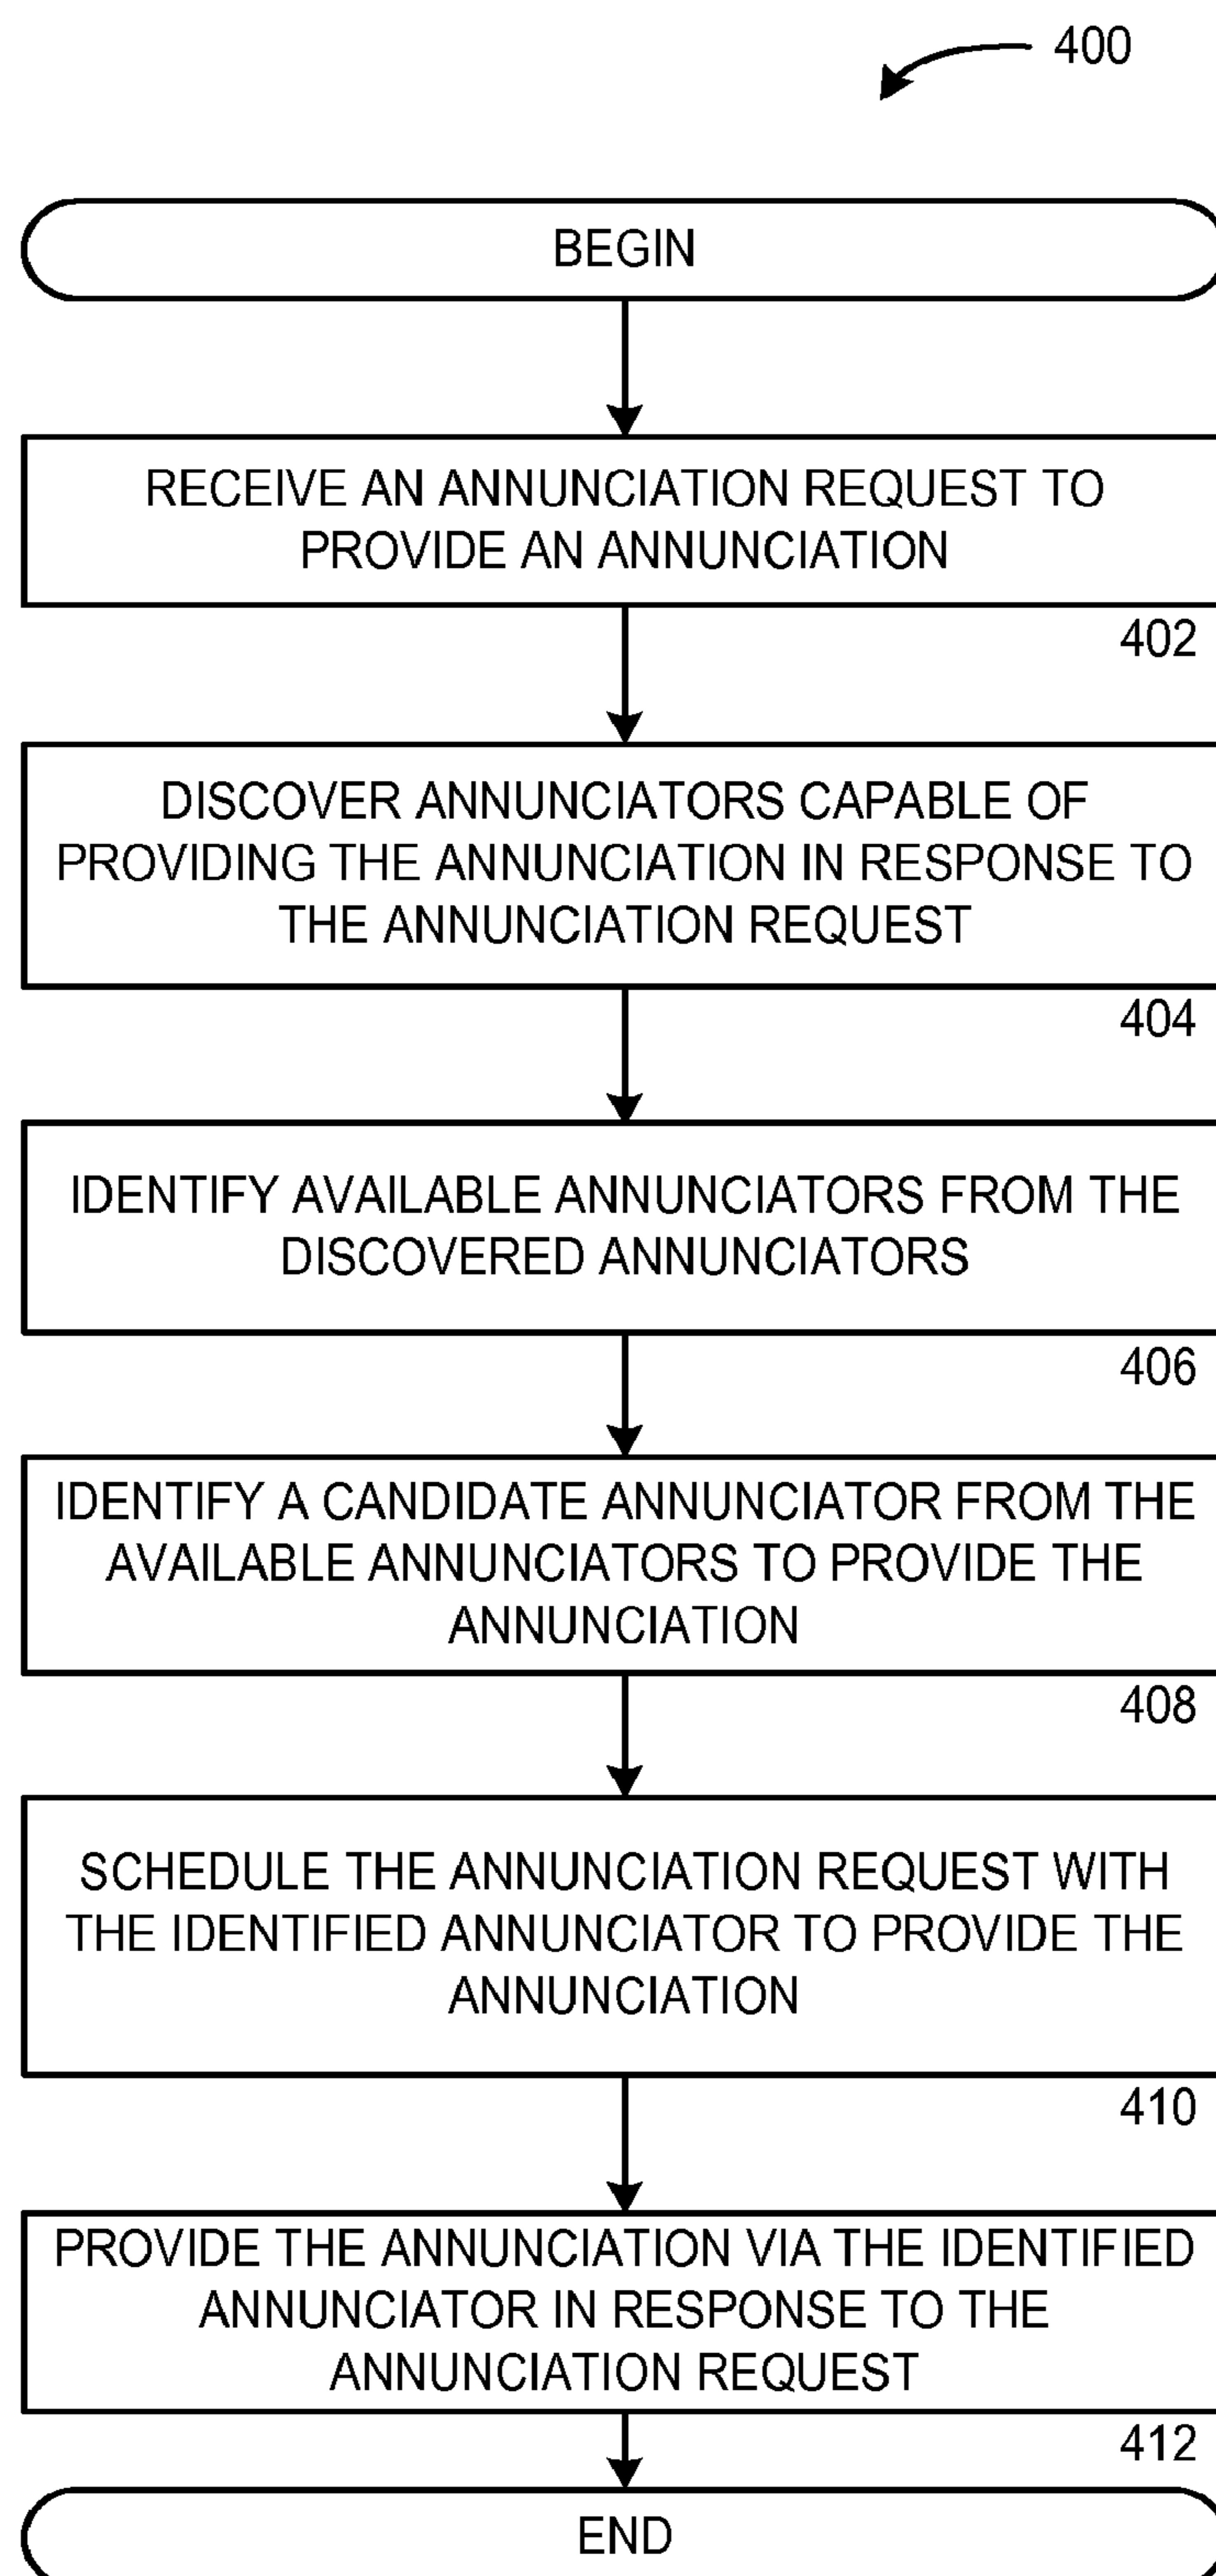 400
BEGIN
RECEIVE AN ANNUNCIATION REQUEST TO
PROVIDE AN ANNUNCIATION
402
DISCOVER ANNUNCIATORS CAPABLE OF
PROVIDING THE ANNUNCIATION IN RESPONSE TO
THE ANNUNCIATION REQUEST
404
IDENTIFY AVAILABLE ANNUNCIATORS FROM THE
DISCOVERED ANNUNCIATORS
406
IDENTIFY A CANDIDATE ANNUNCIATOR FROM THE
AVAILABLE ANNUNCIATORS TO PROVIDE THE
ANNUNCIATION
408
SCHEDULE THE ANNUNCIATION REQUEST WITH
THE IDENTIFIED ANNUNCIATOR TO PROVIDE THE
ANNUNCIATION
410
PROVIDE THE ANNUNCIATION VIA THE IDENTIFIED
ANNUNCIATOR IN RESPONSE TO THE
ANNUNCIATION REQUEST
412
END